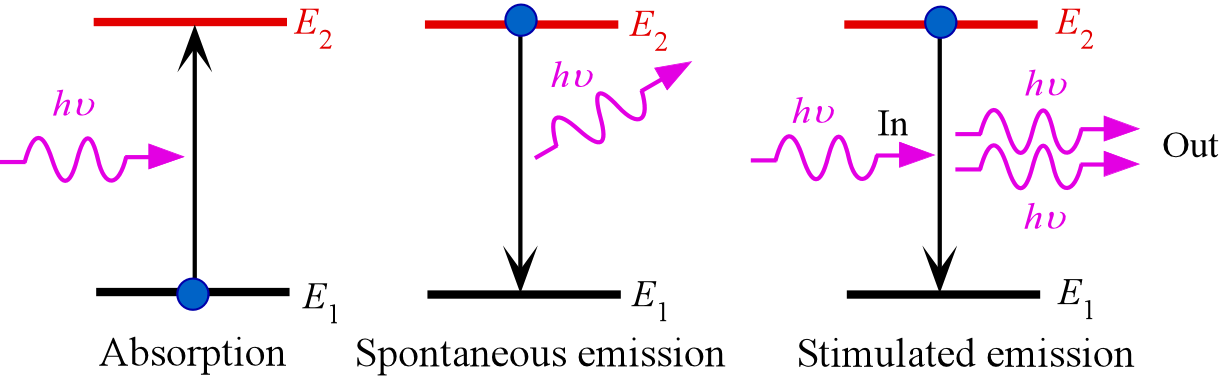 E₂
hυ
E₁
Absorption
E₂
hυ
E₁
Spontaneous emission
E₂
hυ
In
hυ
hυ
Out
E₁
Stimulated emission